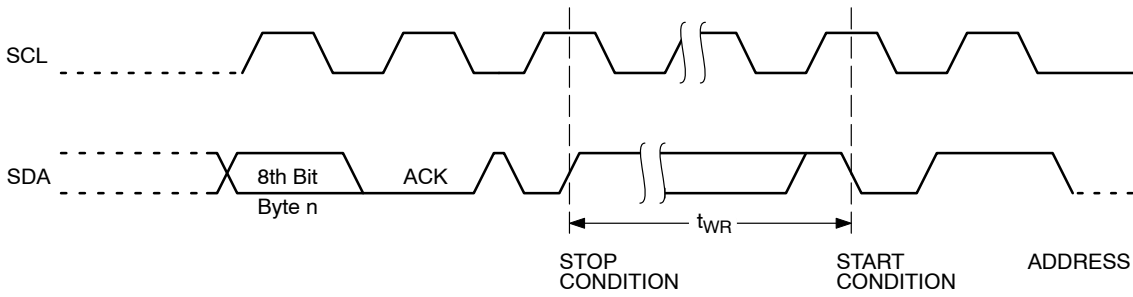 SCL
SDA
8th Bit
Byte n
ACK
tWR
STOP
CONDITION
START
CONDITION
ADDRESS